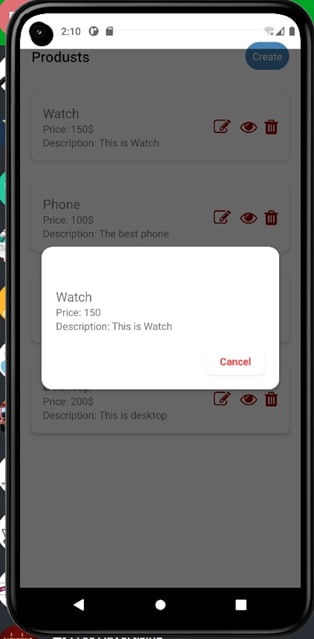 2:10
Produsts
Create
Watch
Price: 150$
Description: This is Watch
Phone
Price: 100$
Description: The best phone
Watch
Price: 150
Description: This is Watch
Cancel
Price: 200$
Description: This is desktop